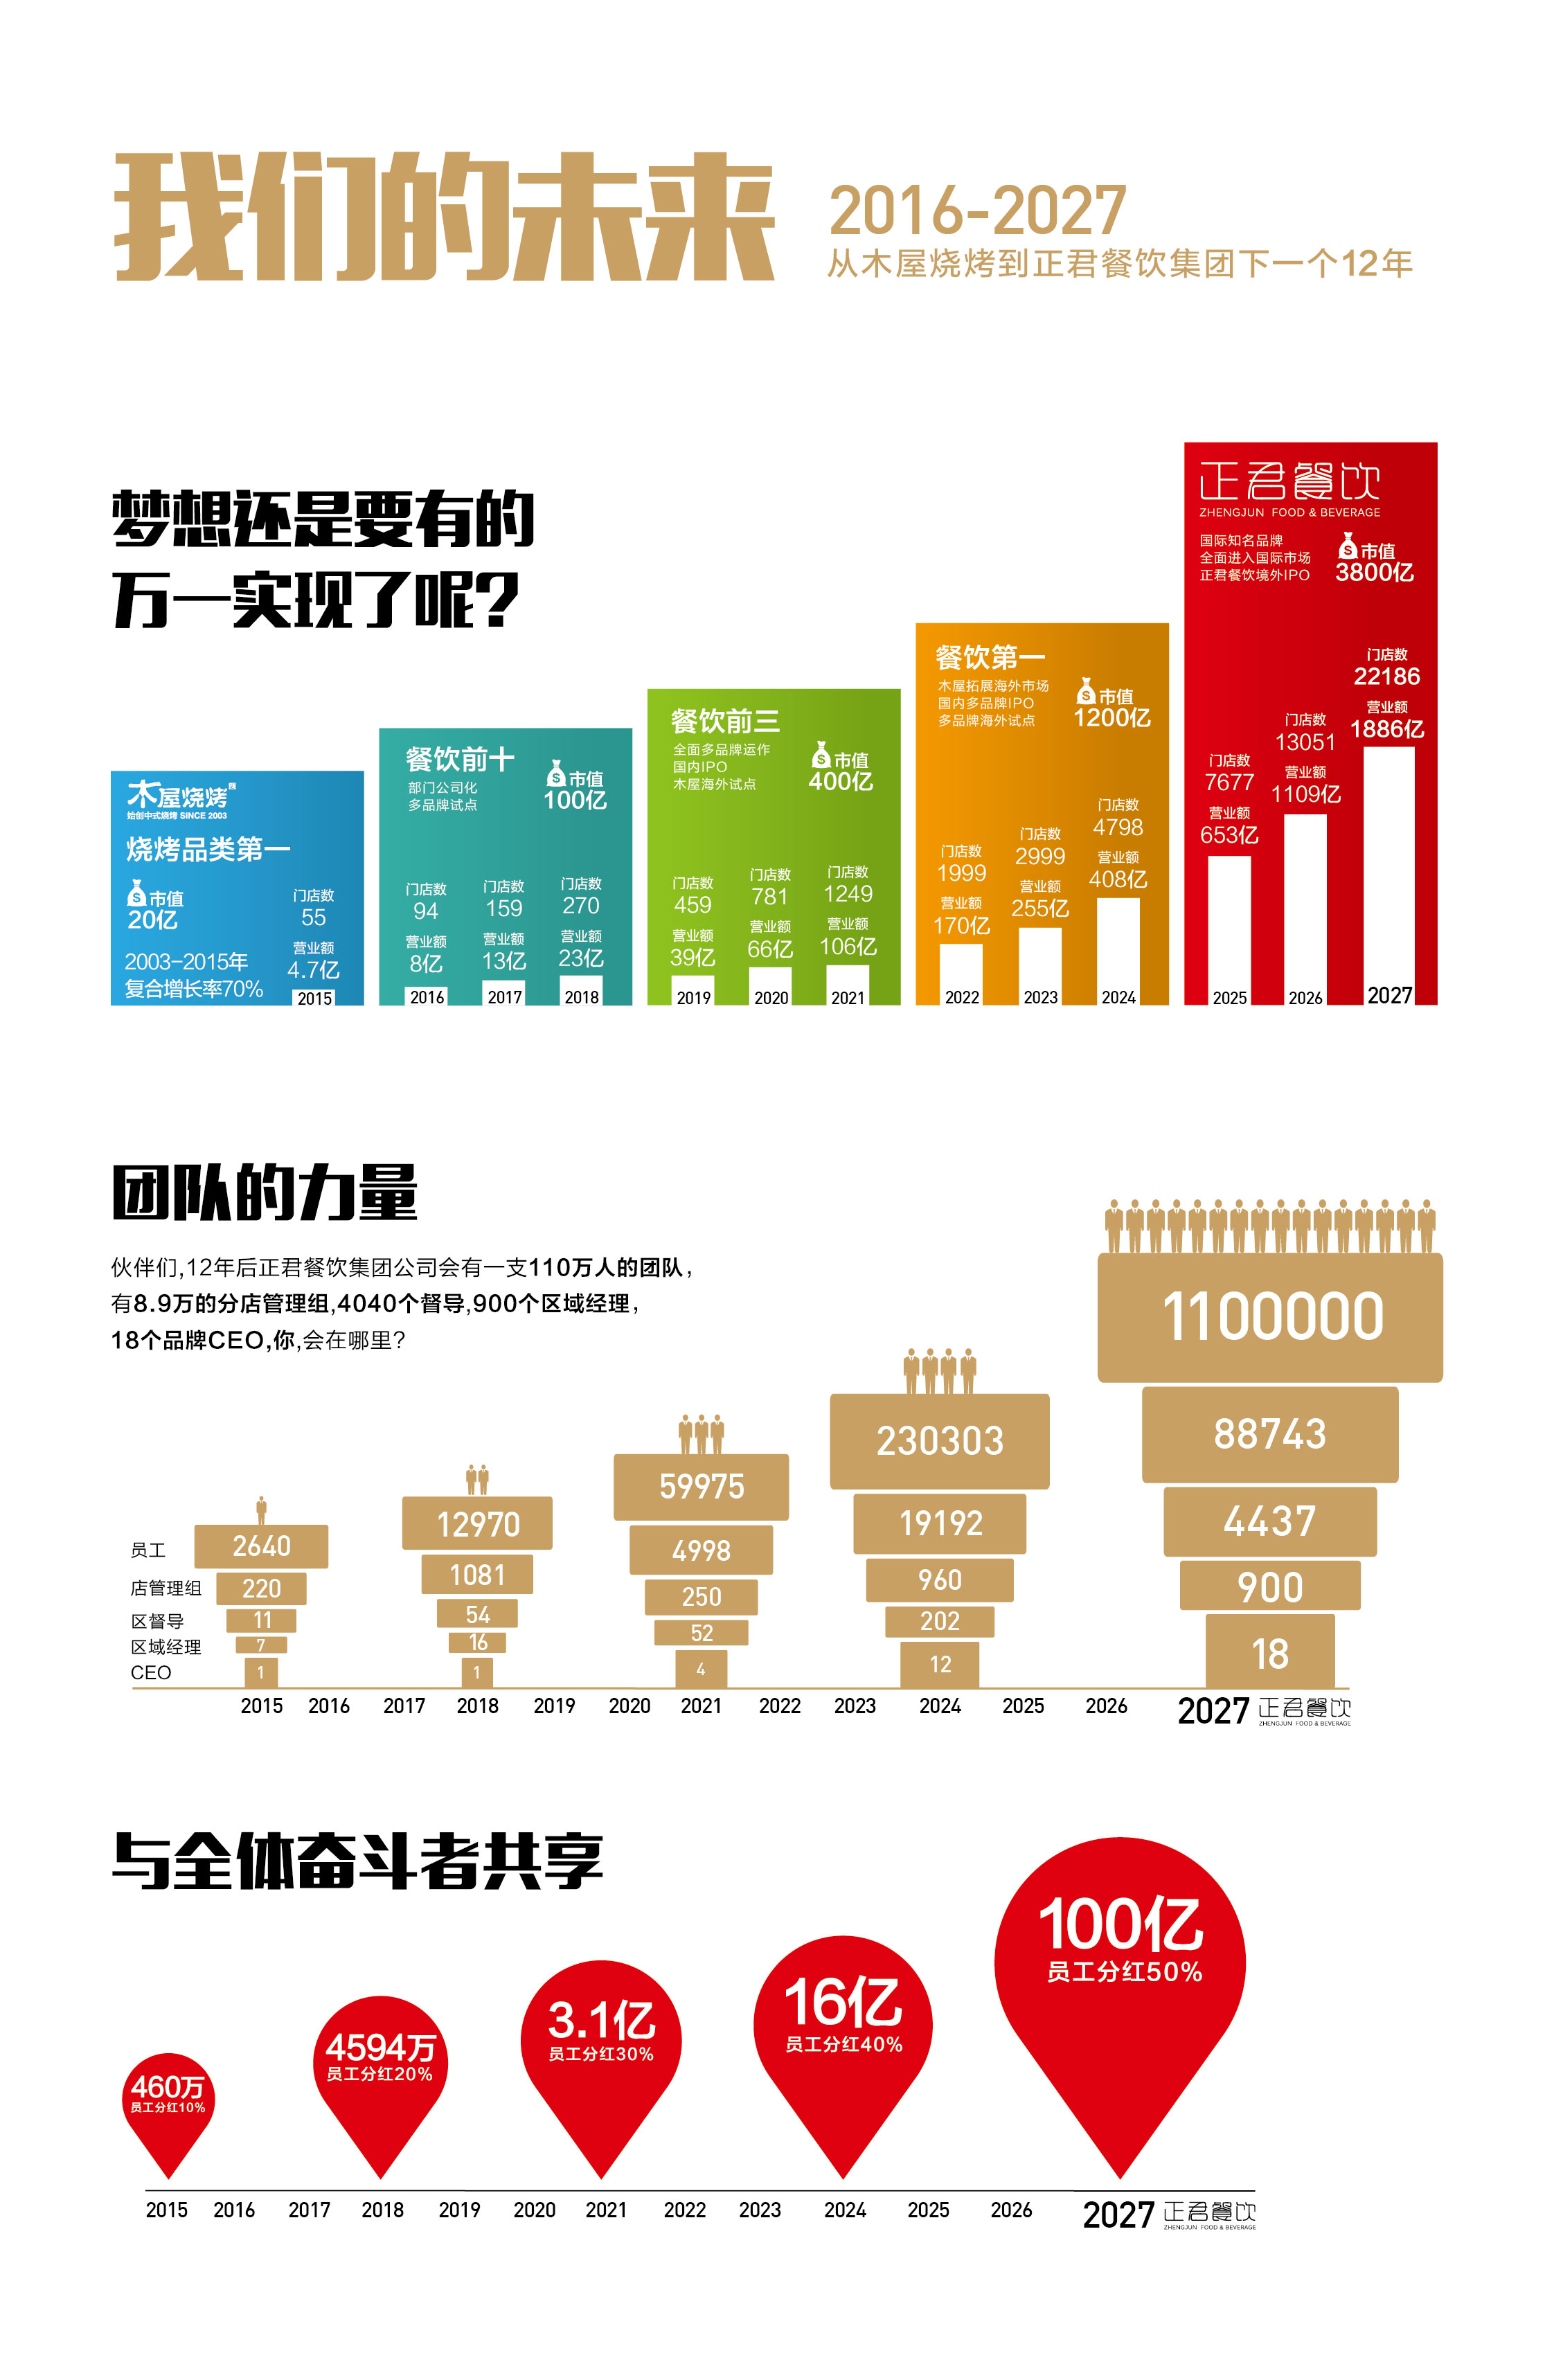 我们的未来
2016-2027
从木屋烧烤到正君餐饮集团下一个12年
梦想还是要有的
万一实现了呢?
木屋烧烤
始创中式烧烤 SINCE 2003
烧烤品类第一
市值
20亿
2003-2015年
复合增长率70%
门店数
55
营业额
4.7亿
2015
餐饮前十
部门公司化
多品牌试点
市值
100亿
门店数
94
营业额
8亿
2016
门店数
159
营业额
13亿
2017
门店数
270
营业额
23亿
2018
餐饮前三
全面多品牌运作
国内IPO
木屋海外试点
市值
400亿
门店数
459
营业额
39亿
2019
门店数
781
营业额
66亿
2020
门店数
1249
营业额
106亿
2021
餐饮第一
木屋拓展海外市场
国内多品牌IPO
多品牌海外试点
市值
1200亿
门店数
1999
营业额
170亿
2022
门店数
2999
营业额
255亿
2023
门店数
4798
营业额
408亿
2024
正君餐饮
ZHENGJUN FOOD & BEVERAGE
国际知名品牌
全面进入国际市场
正君餐饮境外IPO
市值
3800亿
门店数
7677
营业额
653亿
2025
门店数
13051
营业额
1109亿
2026
门店数
22186
营业额
1886亿
2027
团队的力量
伙伴们,12年后正君餐饮集团公司会有一支110万人的团队,
有8.9万的分店管理组,4040个督导,900个区域经理,
18个品牌CEO,你,会在哪里?
员工
店管理组
区督导
区域经理
CEO
2640
220
11
7
1
12970
1081
54
16
1
59975
4998
250
52
4
230303
19192
960
202
12
1100000
88743
4437
900
18
2015 2016 2017 2018 2019 2020 2021 2022 2023 2024 2025 2026 2027 正君餐饮
ZHENGJUN FOOD & BEVERAGE
与全体奋斗者共享
460万
员工分红10%
4594万
员工分红20%
3.1亿
员工分红30%
16亿
员工分红40%
100亿
员工分红50%
2015 2016 2017 2018 2019 2020 2021 2022 2023 2024 2025 2026 2027 正君餐饮
ZHENGJUN FOOD & BEVERAGE